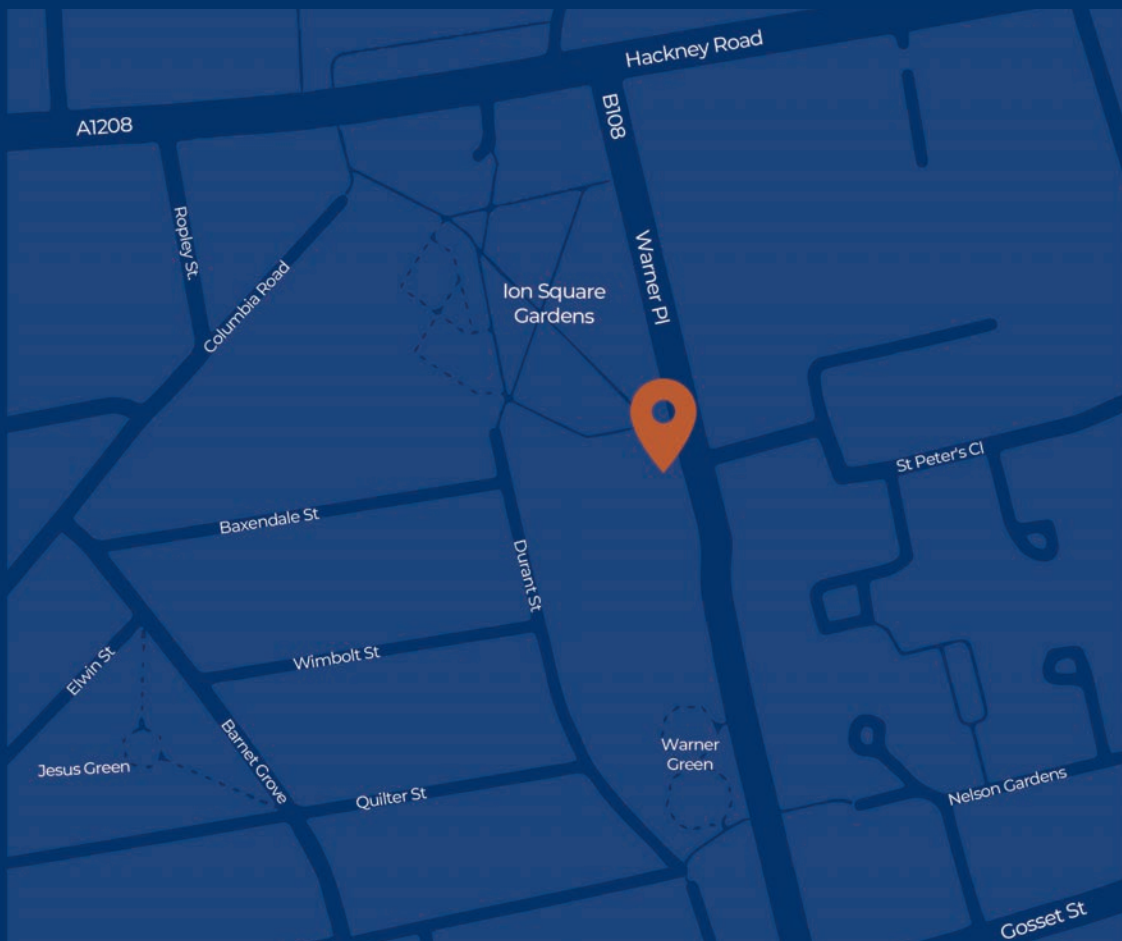 Hackney Road
A1208
B108
Ropley St.
Columbia Road
Warner Pl
Ion Square
Gardens
St Peter's Cl
Baxendale St
Durant St
Wimbolt St
Elwin St
Barnet Grove
Jesus Green
Warner
Green
Quilter St
Nelson Gardens
Gosset St